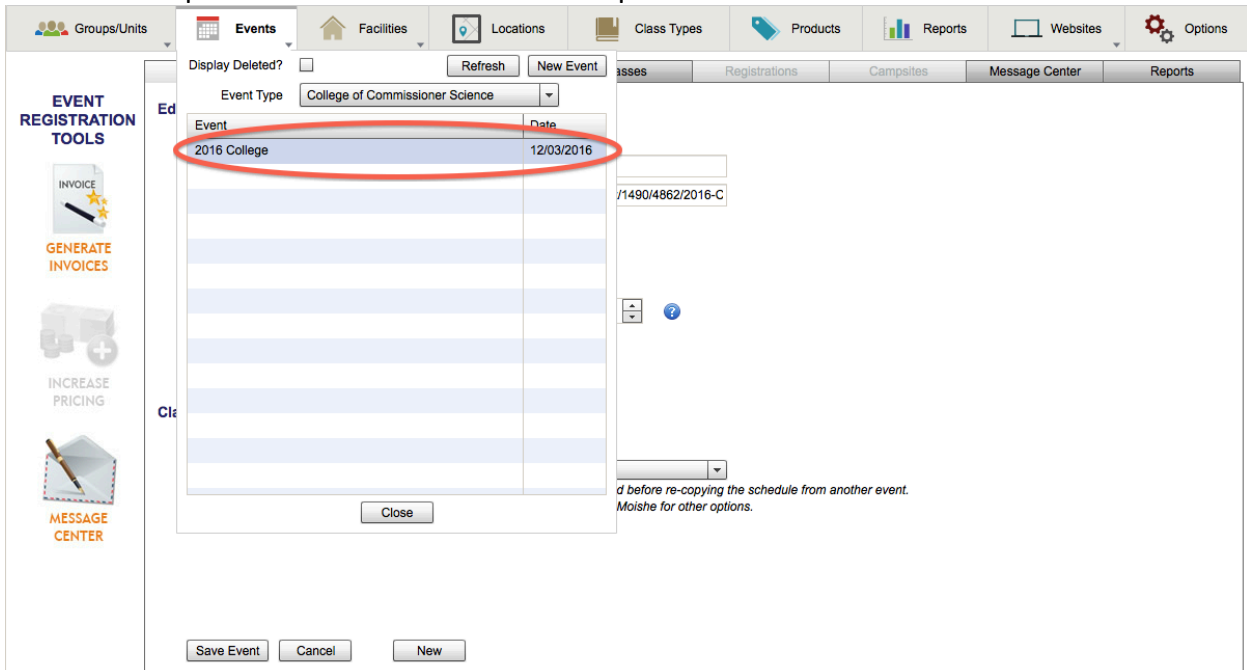 Groups/Units Events Facilities Locations Class Types Products Reports Websites Options
Display Deleted? Refresh New Event
asses Registrations Campsites Message Center Reports
Event Type College of Commissioner Science
EVENT
REGISTRATION
TOOLS
Ed
Event Date
2016 College 12/03/2016
/1490/4862/2016-C
INVOICE
GENERATE
INVOICES
INCREASE
PRICING
Cla
d before re-copying the schedule from another event.
Moishe for other options.
Close
MESSAGE
CENTER
Save Event Cancel New